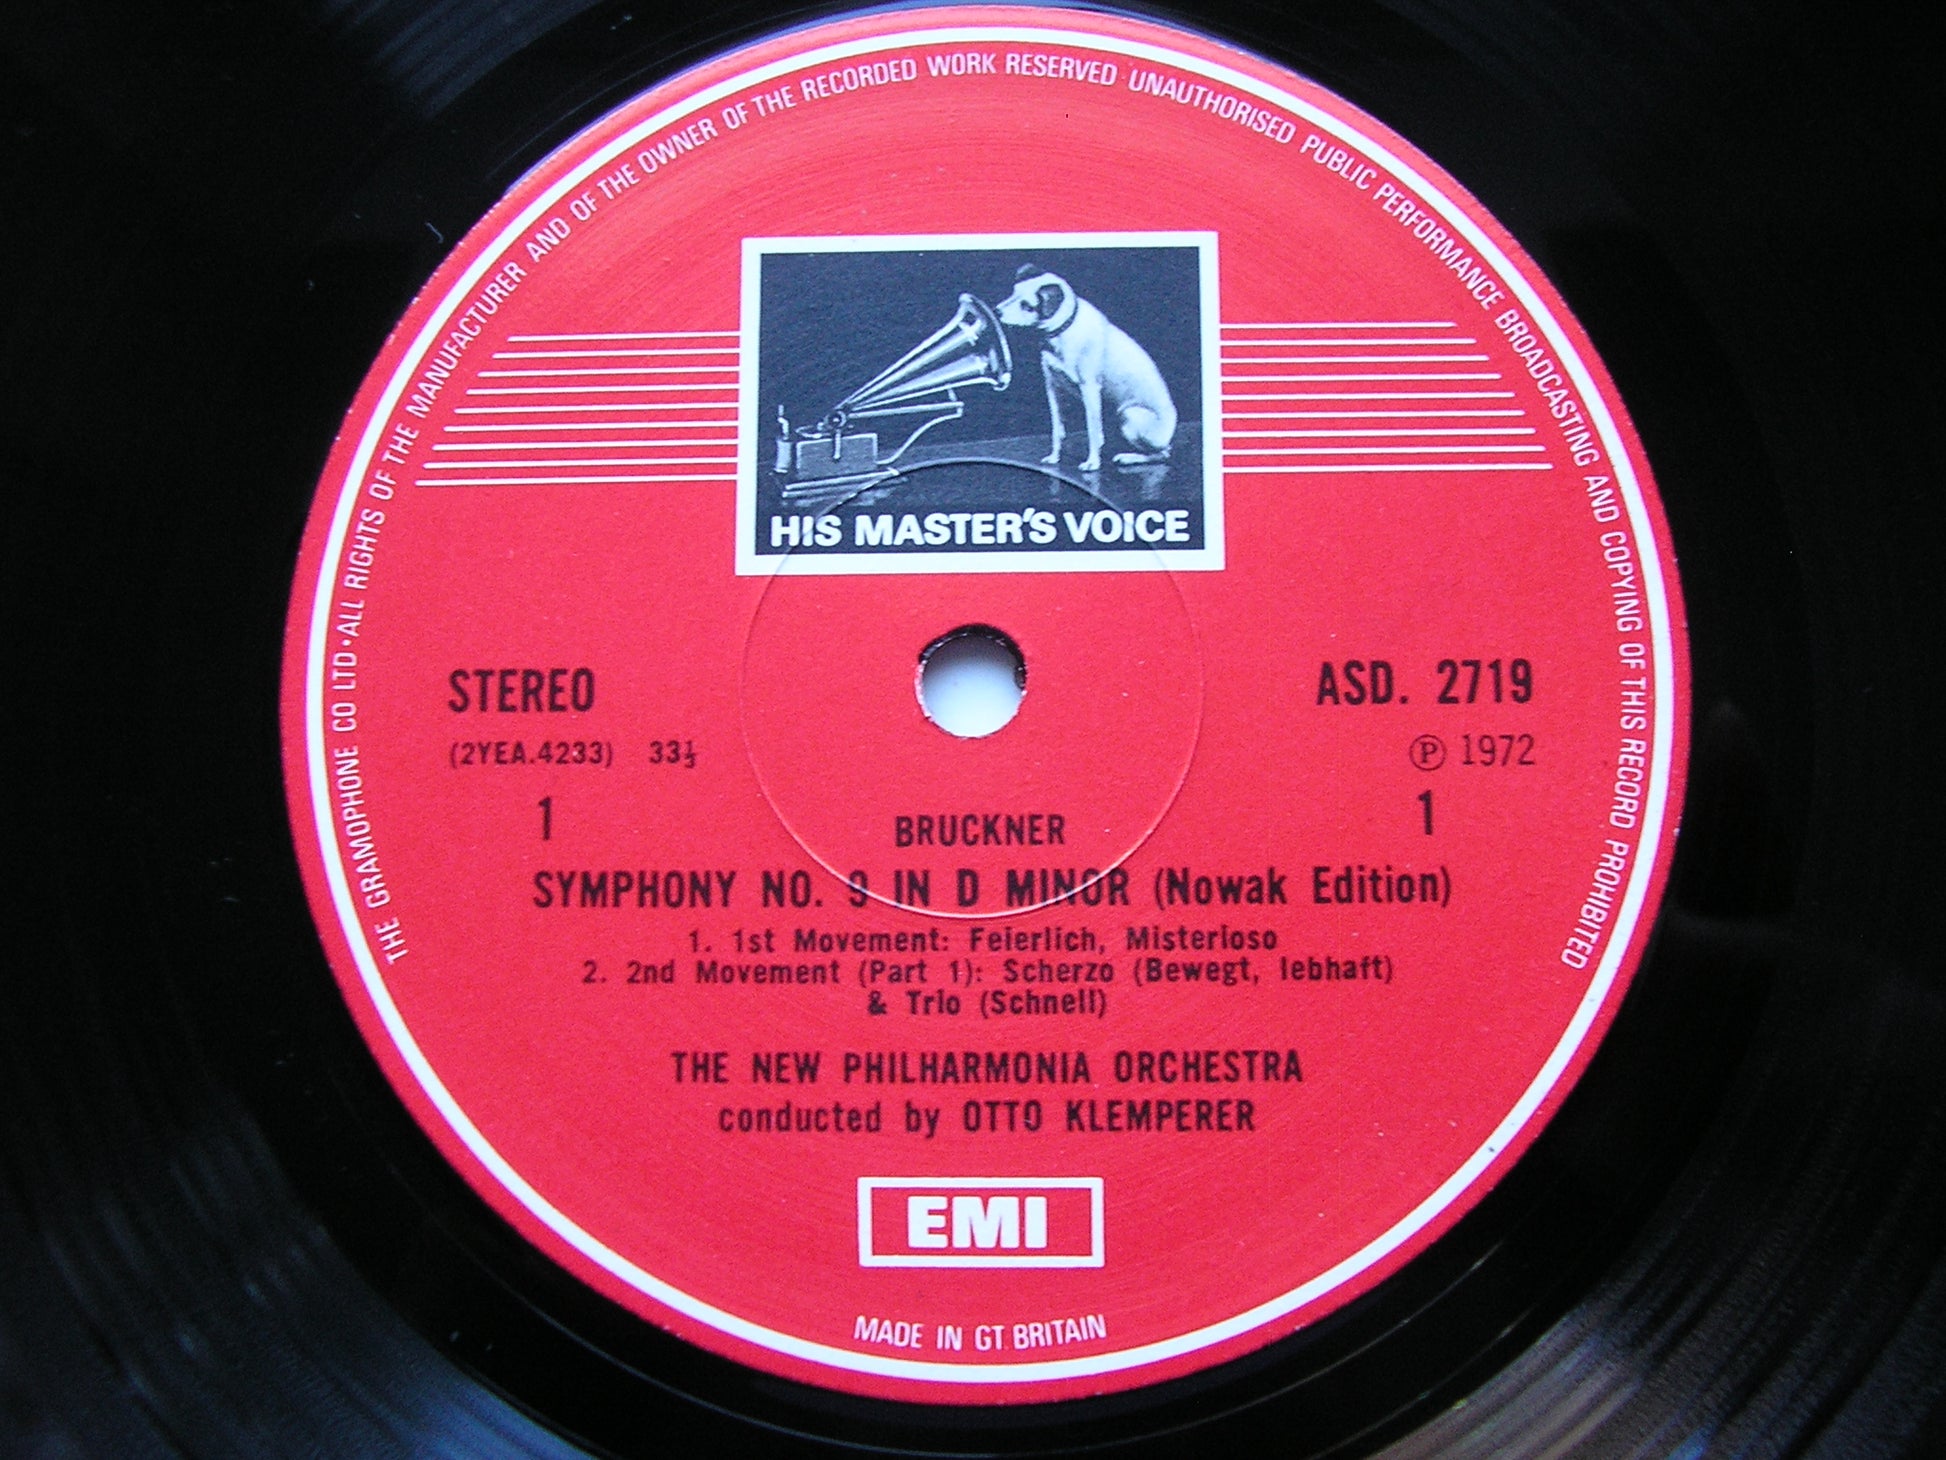 THE GRAMOPHONE CO LTD • ALL RIGHTS OF THE MANUFACTURER AND OF THE OWNER OF THE RECORDED WORK RESERVED UNAUTHORISED PUBLIC PERFORMANCE BROADCASTING AND COPYING OF THIS RECORD PROHIBITED
HIS MASTER'S VOICE
STEREO ASD. 2719
(2YEA.4233) 33⅓ ℗ 1972
1 1
BRUCKNER
SYMPHONY NO. 9 IN D MINOR (Nowak Edition)
1. 1st Movement: Feierlich, Misterioso
2. 2nd Movement (Part 1): Scherzo (Bewegt, lebhaft)
& Trio (Schnell)
THE NEW PHILHARMONIA ORCHESTRA
conducted by OTTO KLEMPERER
EMI
MADE IN GT. BRITAIN